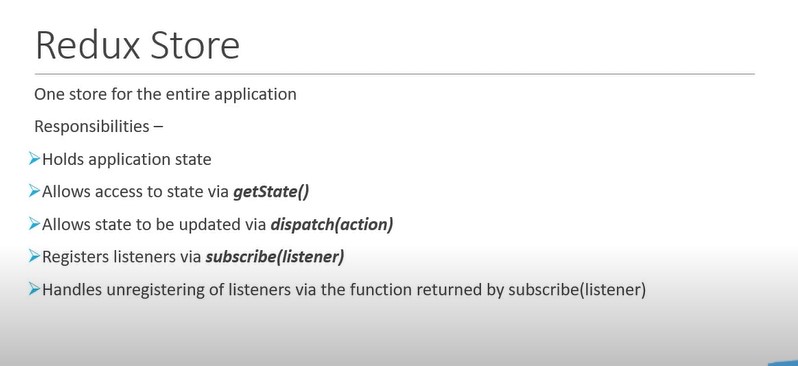 Redux Store
One store for the entire application
Responsibilities –
Holds application state
Allows access to state via getState()
Allows state to be updated via dispatch(action)
Registers listeners via subscribe(listener)
Handles unregistering of listeners via the function returned by subscribe(listener)